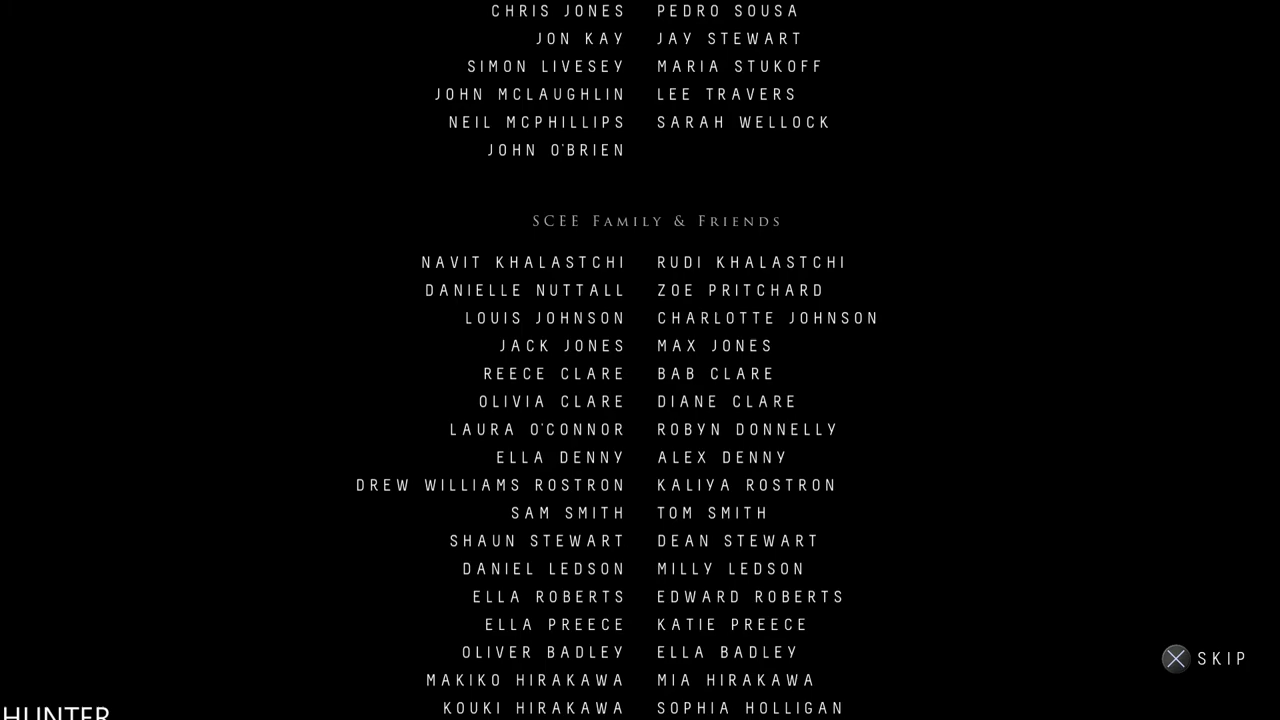 CHRIS JONES PEDRO SOUSA
JON KAY JAY STEWART
SIMON LIVESEY MARIA STUKOFF
JOHN MCLAUGHLIN LEE TRAVERS
NEIL MCPHILLIPS SARAH WELLOCK
JOHN O'BRIEN
SCEE FAMILY & FRIENDS
NAVIT KHALASTCHI RUDI KHALASTCHI
DANIELLE NUTTALL ZOE PRITCHARD
LOUIS JOHNSON CHARLOTTE JOHNSON
JACK JONES MAX JONES
REECE CLARE BAB CLARE
OLIVIA CLARE DIANE CLARE
LAURA O'CONNOR ROBYN DONNELLY
ELLA DENNY ALEX DENNY
DREW WILLIAMS ROSTRON KALIYA ROSTRON
SAM SMITH TOM SMITH
SHAUN STEWART DEAN STEWART
DANIEL LEDSON MILLY LEDSON
ELLA ROBERTS EDWARD ROBERTS
ELLA PREECE KATIE PREECE
OLIVER BADLEY ELLA BADLEY
SKIP
MAKIKO HIRAKAWA MIA HIRAKAWA
KOUKI HIRAKAWA SOPHIA HOLLIGAN
HUNTER